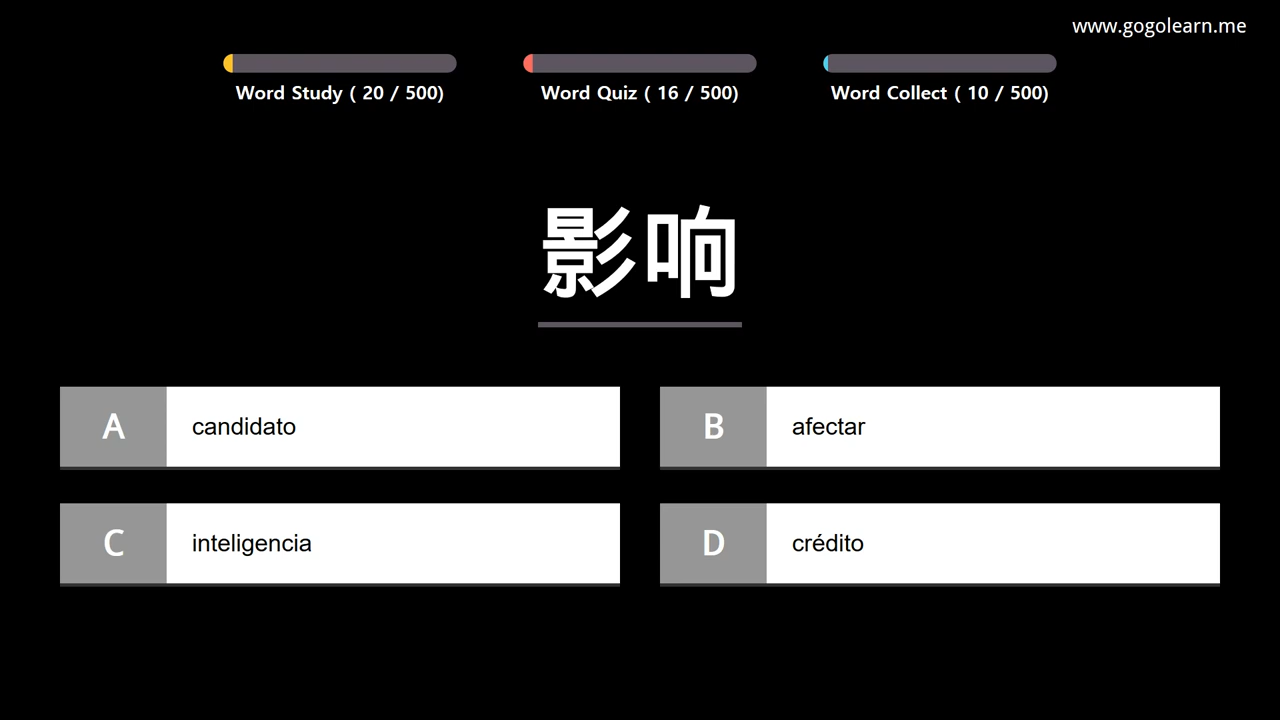 www.gogolearn.me
Word Study ( 20 / 500)
Word Quiz ( 16 / 500)
Word Collect ( 10 / 500)
影响
A candidato
B afectar
C inteligencia
D crédito